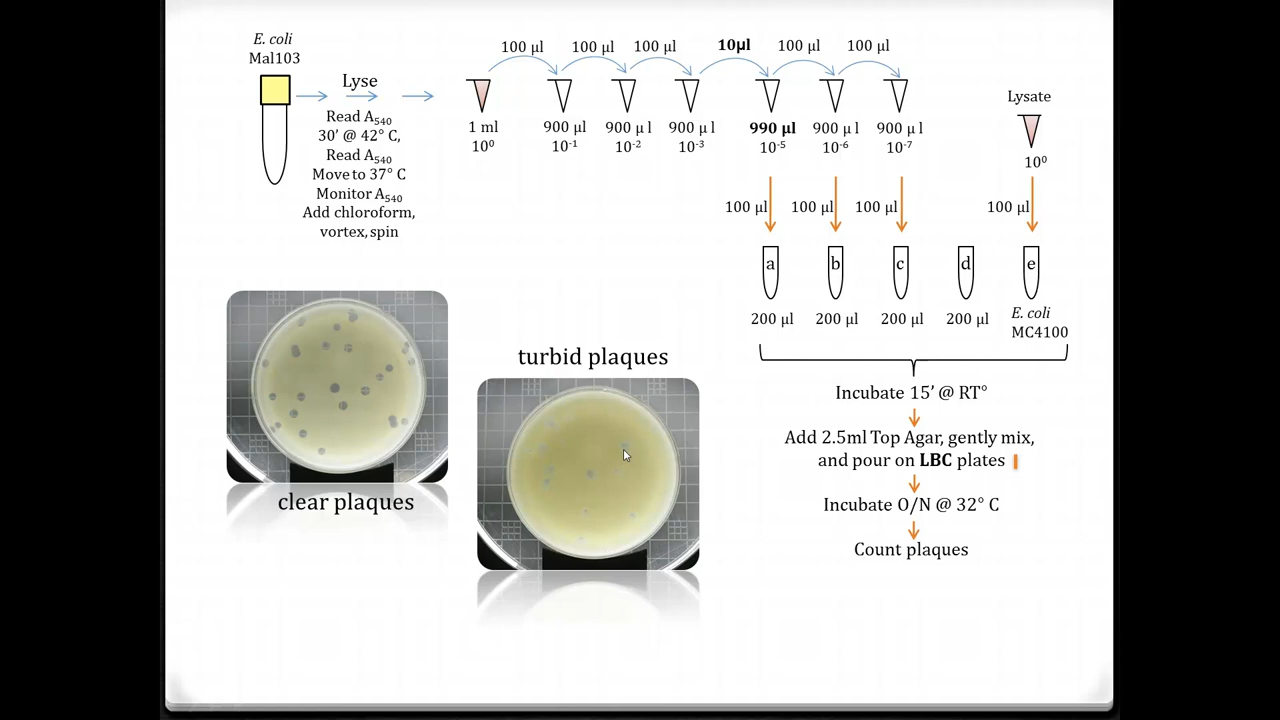 E. coli
Mal103
Lyse
Read A₅₄₀
30’ @ 42° C,
Read A₅₄₀
Move to 37° C
Monitor A₅₄₀
Add chloroform,
vortex, spin
100 µl
100 µl
100 µl
10µl
100 µl
100 µl
1 ml
10⁰
900 µl
10⁻¹
900 µ l
10⁻²
900 µ l
10⁻³
990 µl
10⁻⁵
900 µ l
10⁻⁶
900 µ l
10⁻⁷
Lysate
10⁰
100 µl
100 µl
100 µl
100 µl
a
b
c
d
e
200 µl
200 µl
200 µl
200 µl
E. coli
MC4100
Incubate 15’ @ RT°
Add 2.5ml Top Agar, gently mix,
and pour on LBC plates
Incubate O/N @ 32° C
Count plaques
clear plaques
turbid plaques